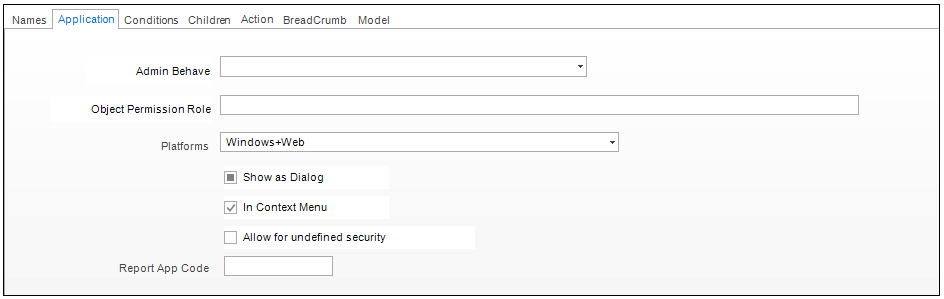 Names Application Conditions Children Action BreadCrumb Model
Admin Behave
Object Permission Role
Platforms Windows+Web
Show as Dialog
In Context Menu
Allow for undefined security
Report App Code